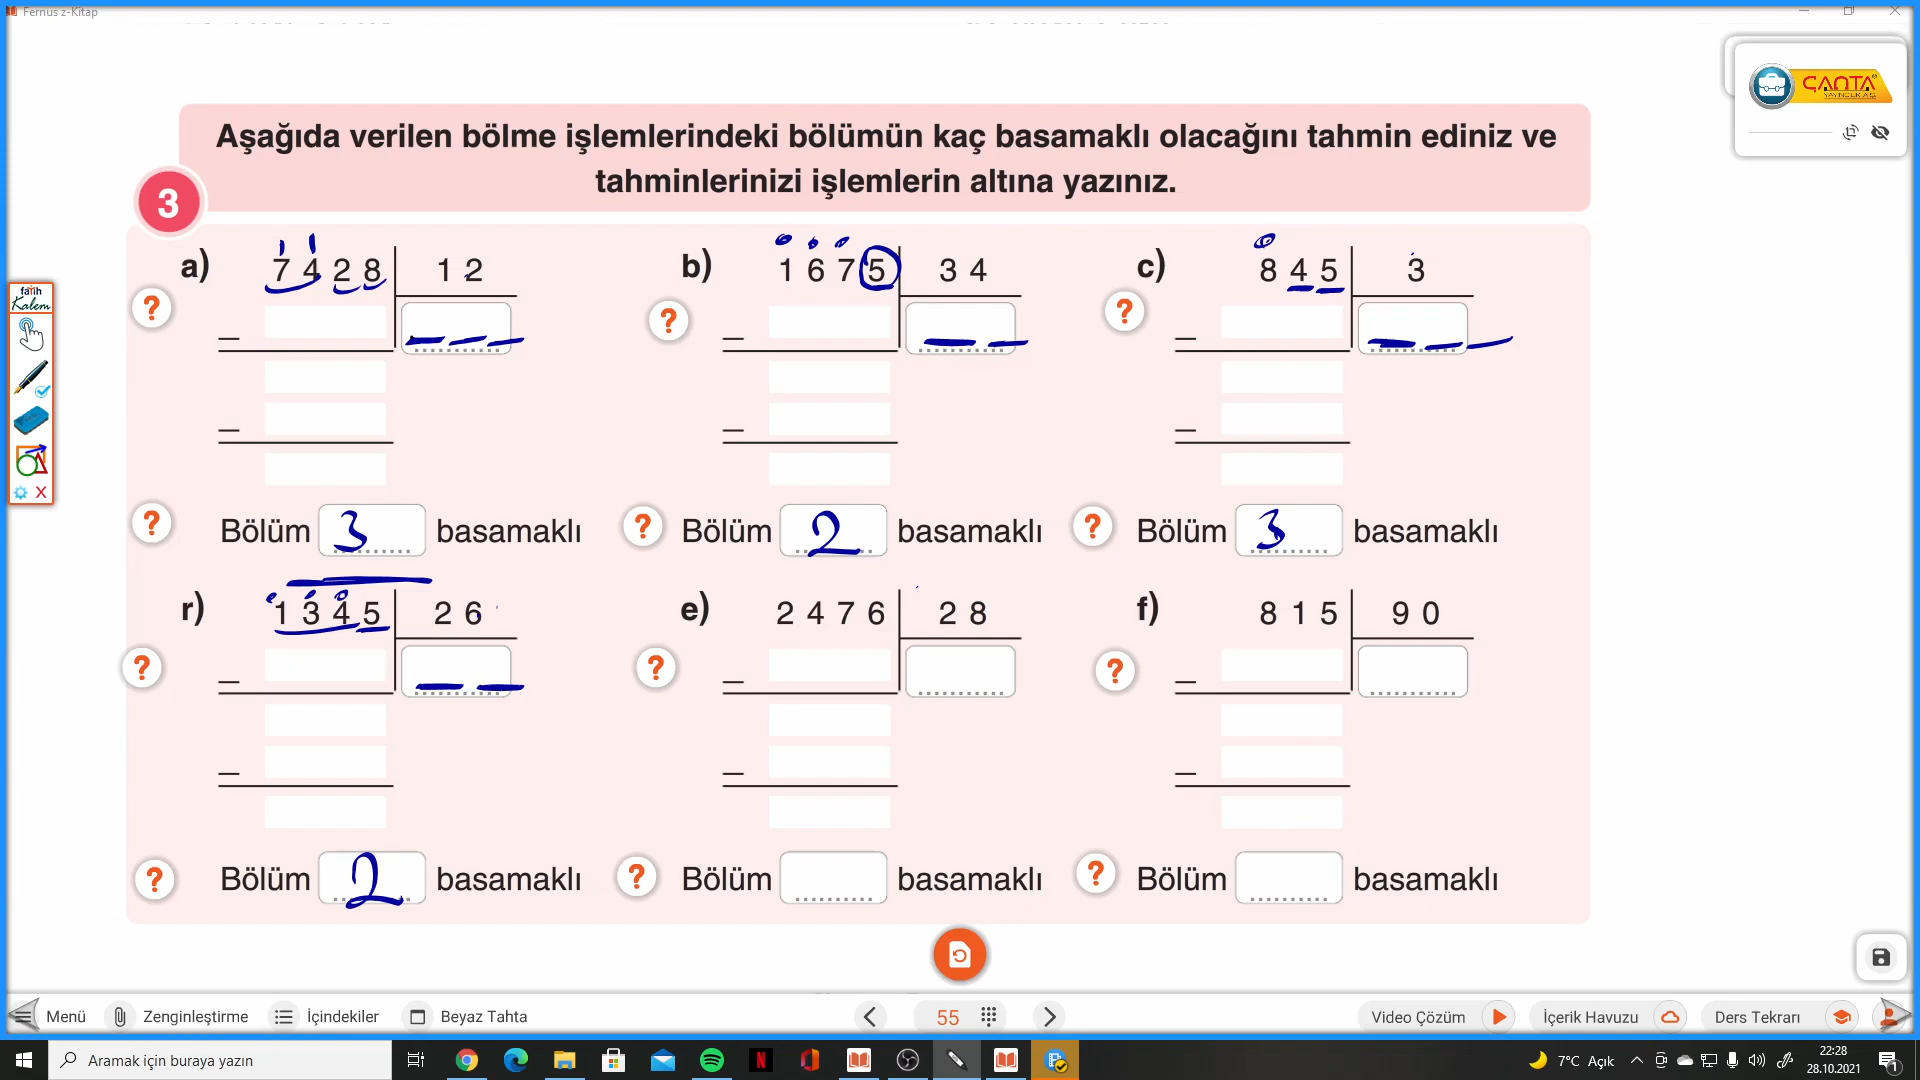 Fernus z-Kitap
ÇANTA
YAYINCILIK A.Ş.
Aşağıda verilen bölme işlemlerindeki bölümün kaç basamaklı olacağını tahmin ediniz ve
tahminlerinizi işlemlerin altına yazınız.
3
a) 7 4 2 8 1 2
b) 1 6 7 5 3 4
c) 8 4 5 3
fatih
Kalem
Bölüm 3 basamaklı
Bölüm 2 basamaklı
Bölüm 3 basamaklı
r) 1 3 4 5 2 6
e) 2 4 7 6 2 8
f) 8 1 5 9 0
Bölüm 2 basamaklı
Bölüm basamaklı
Bölüm basamaklı
Menü Zenginleştirme İçindekiler Beyaz Tahta 55 Video Çözüm İçerik Havuzu Ders Tekrarı
Aramak için buraya yazın 7°C Açık 22:28
28.10.2021